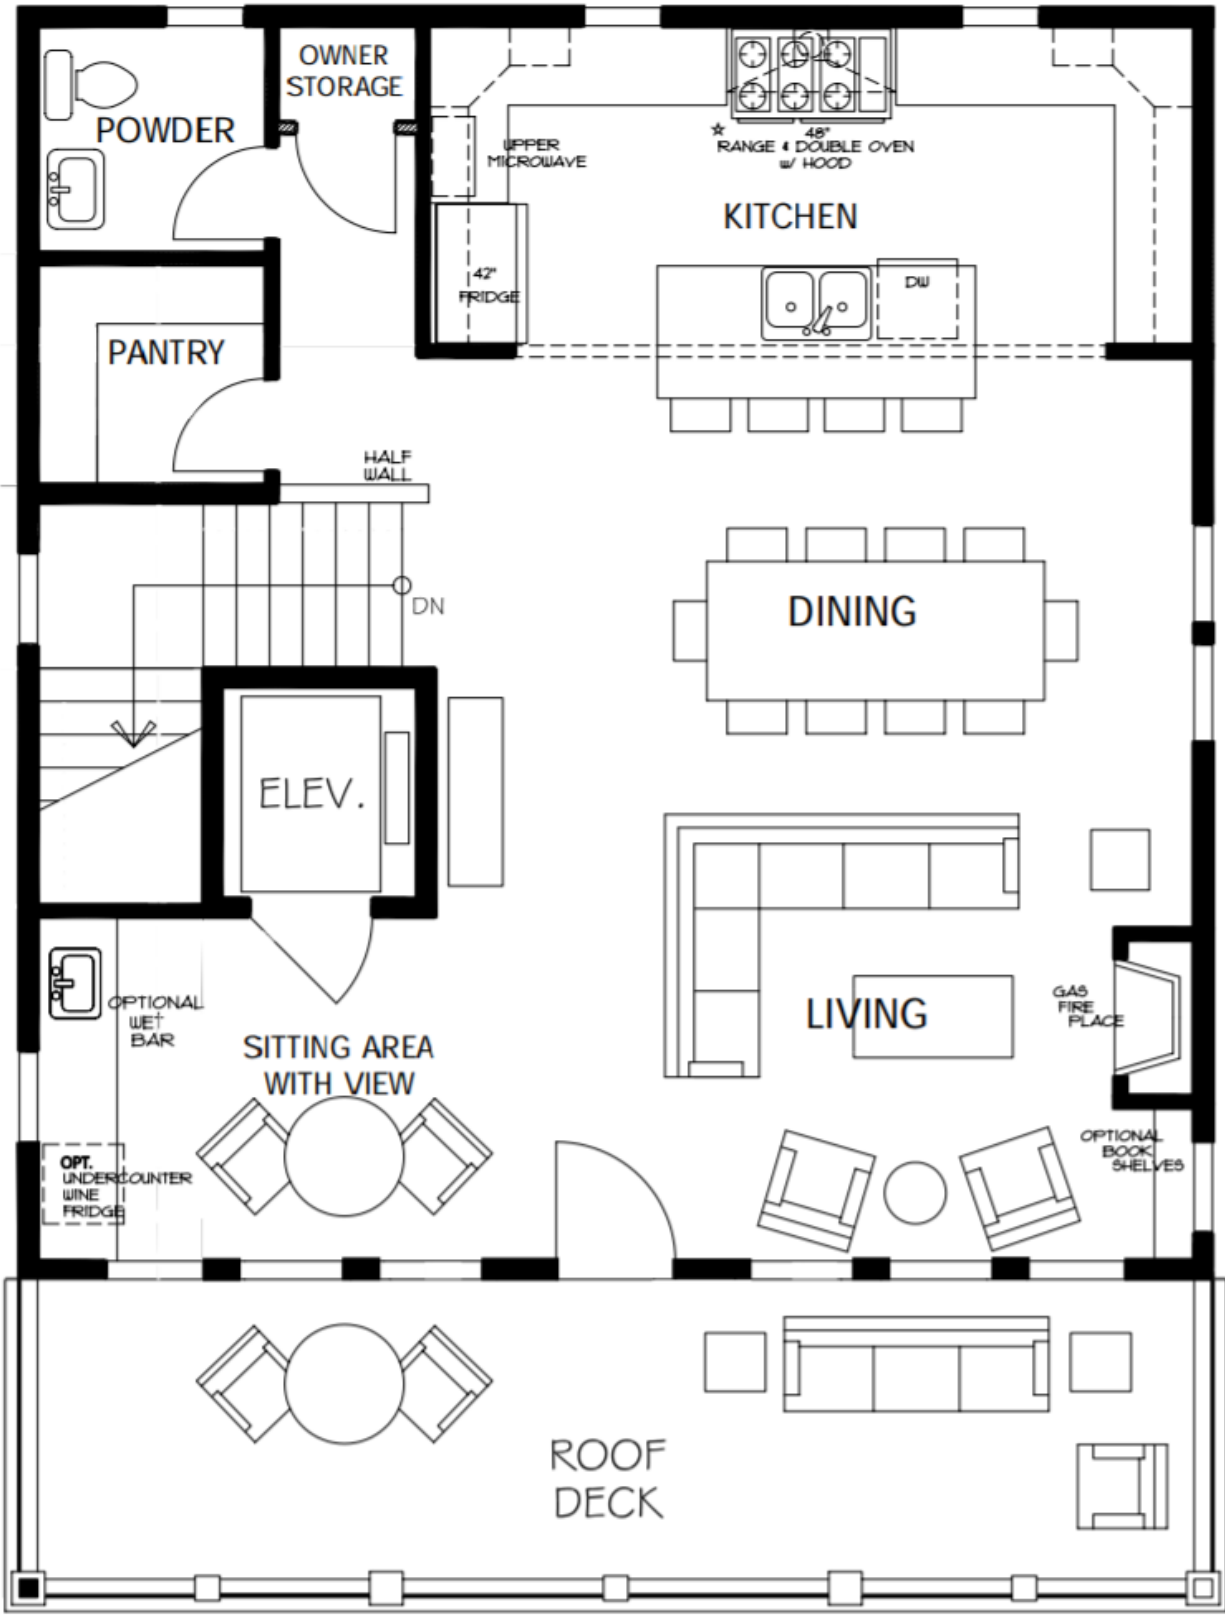 OWNER
STORAGE
POWDER
UPPER
MICROWAVE
☆ 48"
RANGE & DOUBLE OVEN
W/ HOOD
KITCHEN
42"
FRIDGE
DW
PANTRY
HALF
WALL
DN
DINING
ELEV.
OPTIONAL
WET
BAR
SITTING AREA
WITH VIEW
LIVING
GAS
FIRE
PLACE
OPT.
UNDERCOUNTER
WINE
FRIDGE
OPTIONAL
BOOK
SHELVES
ROOF
DECK